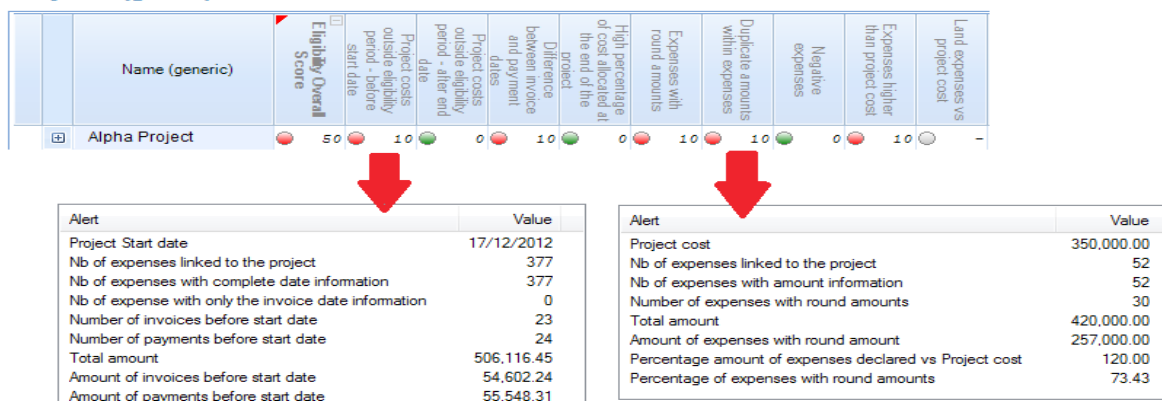 Name (generic)
Eligibility Overall
Score
Project costs
outside eligibility
period - before
start date
Project costs
outside eligibility
period - after end
date
Difference
between invoice
and payment
dates
High percentage
of cost allocated at
the end of the
project
Expenses with
round amounts
Duplicate amounts
within expenses
Negative
expenses
Expenses higher
than project cost
Land expenses vs
project cost
Alpha Project 50 10 0 10 0 10 10 0 10 -
Alert Value
Project Start date 17/12/2012
Nb of expenses linked to the project 377
Nb of expenses with complete date information 377
Nb of expense with only the invoice date information 0
Number of invoices before start date 23
Number of payments before start date 24
Total amount 506,116.45
Amount of invoices before start date 54,602.24
Amount of payments before start date 55,548.31
Alert Value
Project cost 350,000.00
Nb of expenses linked to the project 52
Nb of expenses with amount information 52
Number of expenses with round amounts 30
Total amount 420,000.00
Amount of expenses with round amount 257,000.00
Percentage amount of expenses declared vs Project cost 120.00
Percentage of expenses with round amounts 73.43